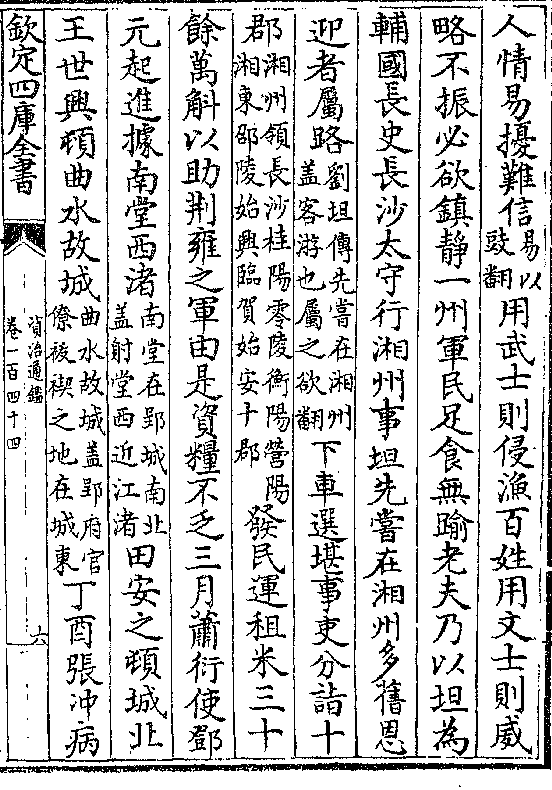 人情易擾難信易以豉翻用武士則侵漁百姓用文士則威
略不振必欲鎮靜一州軍民足食無踰老夫乃以坦為
輔國長史長沙太守行湘州事坦先嘗在湘州多舊恩
迎者屬路劉坦傳先嘗在湘州盖客游也屬之欲翻下車選堪事吏分詣十
郡湘州領長沙桂陽零陵衡陽營陽湘東邵陵始興臨賀始安十郡發民運租米三十
餘萬斛以助荆雍之軍由是資糧不乏三月蕭衍使鄧
元起進據南堂西渚南堂在郢城南北盖射堂西近江渚田安之頓城北
王世興頓曲水故城曲水故城盖郢府官僚祓禊之地在城東丁酉張冲病
欽定四庫全書
資治通鑑
卷一百四十四
六